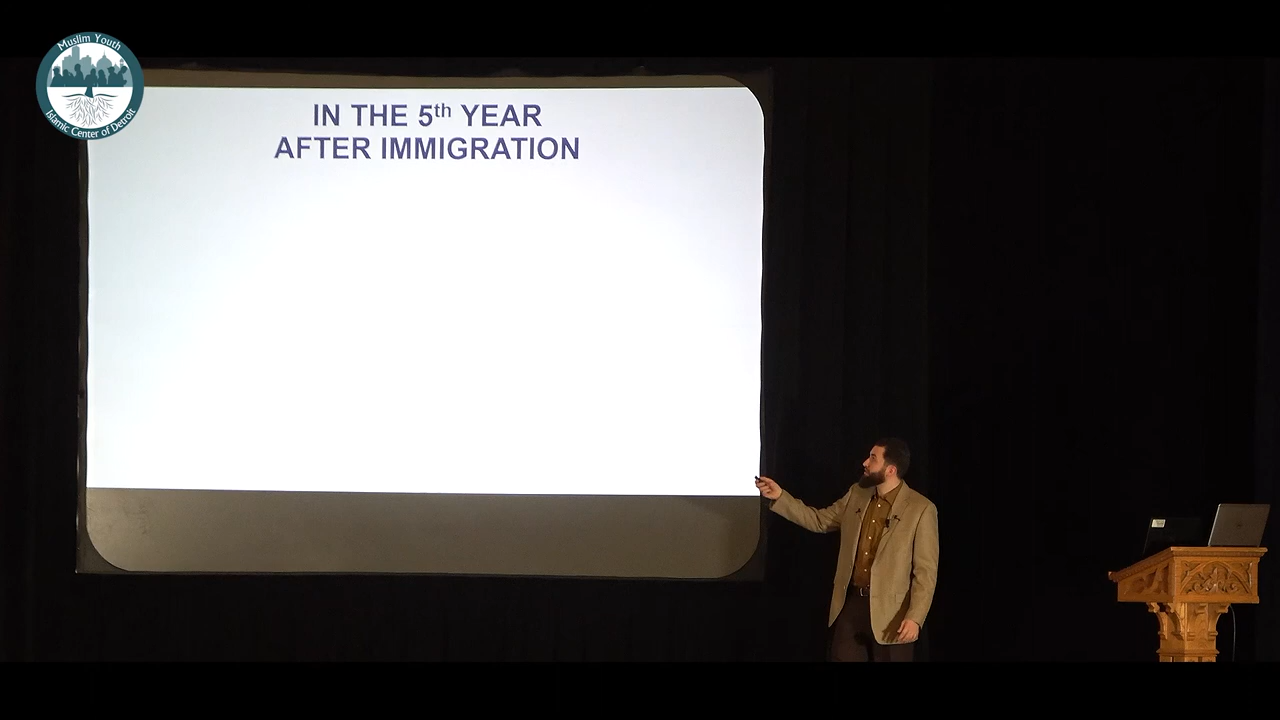 Muslim Youth
Islamic Center of Detroit
IN THE 5th YEAR
AFTER IMMIGRATION